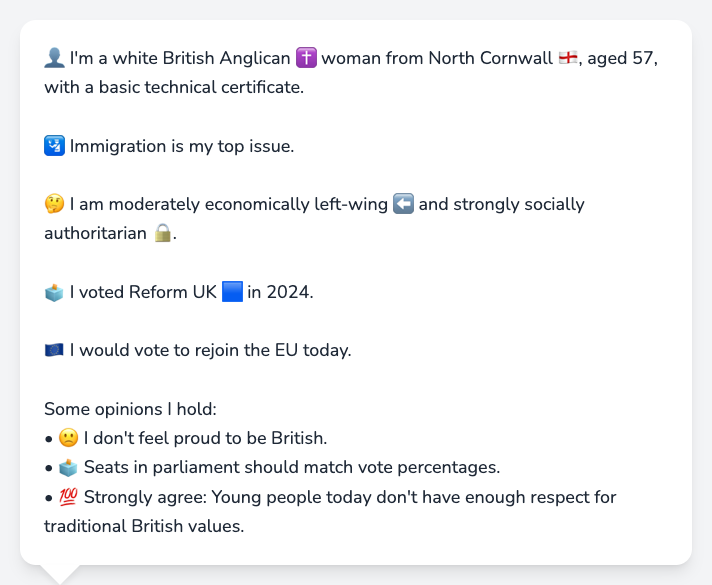 👤 I'm a white British Anglican ✝️ woman from North Cornwall 🏴󠁧󠁢󠁥󠁮󠁧󠁿, aged 57,
with a basic technical certificate.
🛂 Immigration is my top issue.
🤔 I am moderately economically left-wing ⬅️ and strongly socially
authoritarian 🔒.
🗳️ I voted Reform UK 🟦 in 2024.
🇪🇺 I would vote to rejoin the EU today.
Some opinions I hold:
• 🙁 I don't feel proud to be British.
• 🗳️ Seats in parliament should match vote percentages.
• 💯 Strongly agree: Young people today don't have enough respect for
traditional British values.